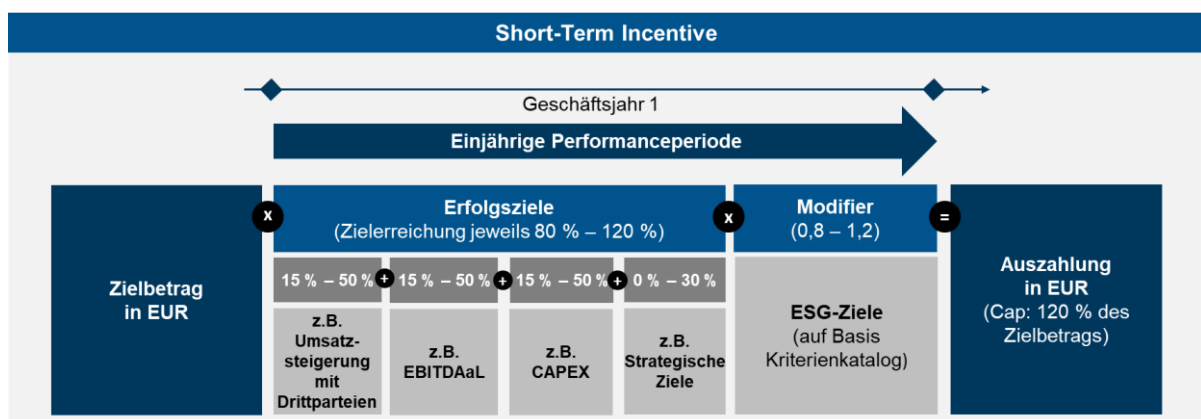 Short-Term Incentive
Geschäftsjahr 1
Einjährige Performanceperiode
Zielbetrag
in EUR
x
Erfolgsziele
(Zielerreichung jeweils 80 % – 120 %)
15 % – 50 % + 15 % – 50% + 15 % – 50% + 0 % – 30 %
z.B.
Umsatz-
steigerung
mit
Drittparteien
z.B.
EBITDAaL
z.B.
CAPEX
z.B.
Strategische
Ziele
x
Modifier
(0,8 – 1,2)
ESG-Ziele
(auf Basis
Kriterienkatalog)
=
Auszahlung
in EUR
(Cap: 120 % des
Zielbetrags)